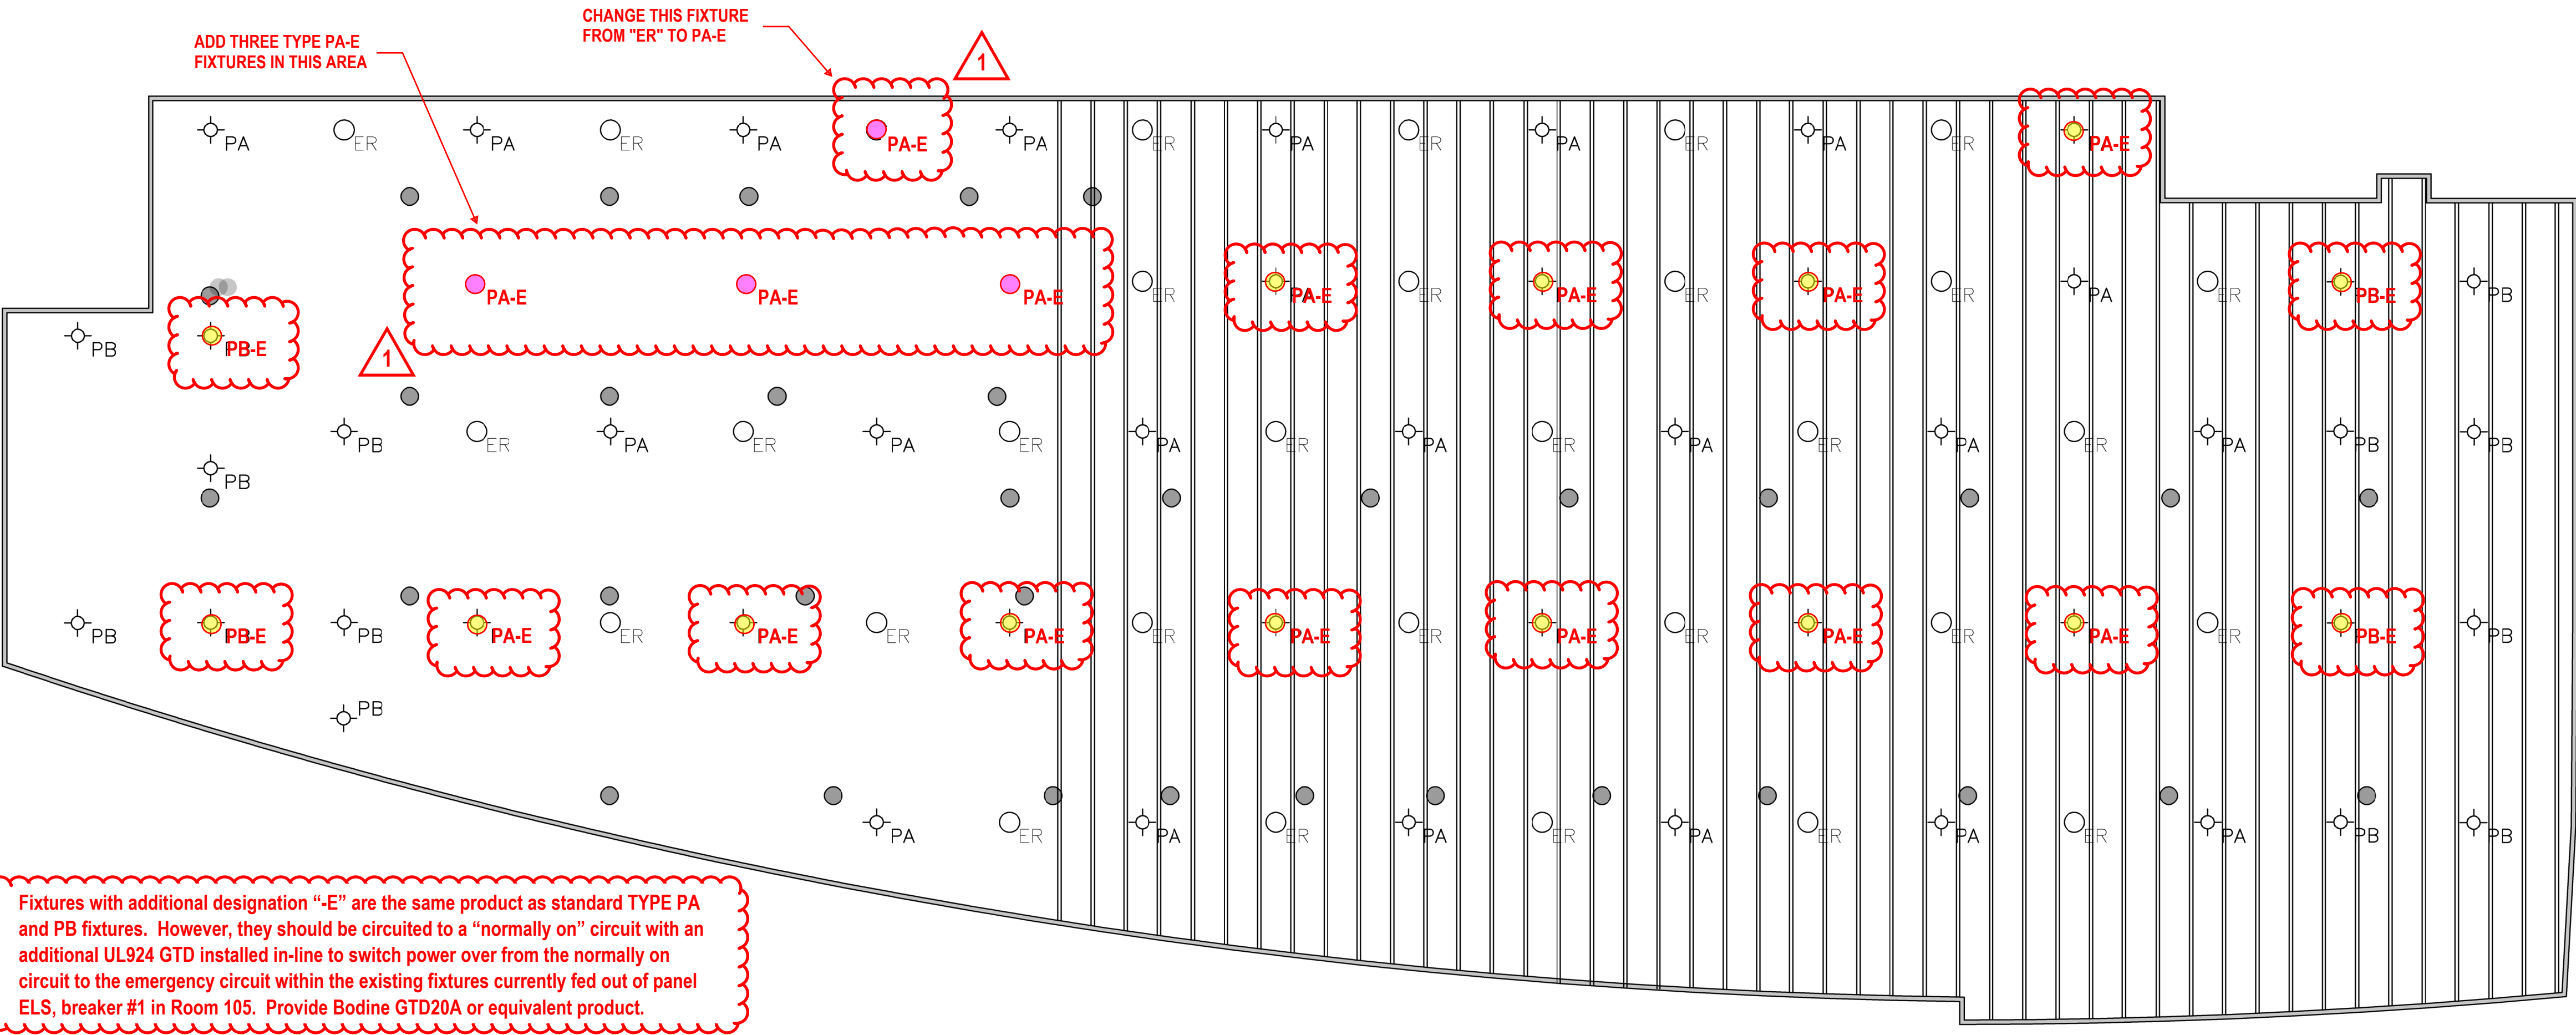 CHANGE THIS FIXTURE
FROM "ER" TO PA-E
ADD THREE TYPE PA-E
FIXTURES IN THIS AREA
1
PA
ER
PA
ER
PA
PA-E
PA
ER
PA
ER
PA
ER
PA
ER
PA-E
PA-E
PA-E
PA-E
ER
PA-E
ER
PA-E
ER
PA-E
ER
PA
ER
PB-E
PB
PB
PB-E
1
PB
ER
PA
ER
PA
ER
PA
ER
PA
ER
PA
ER
PA
ER
PA
PB
PB
PB
PB
PB-E
PB
PA-E
ER
PA-E
ER
PA-E
ER
PA-E
ER
PA-E
ER
PA-E
ER
PA-E
ER
PB-E
PB
PB
PA
ER
PA
ER
PA
ER
PA
ER
PA
ER
PA
PB
PB
Fixtures with additional designation “-E” are the same product as standard TYPE PA
and PB fixtures. However, they should be circuited to a “normally on” circuit with an
additional UL924 GTD installed in-line to switch power over from the normally on
circuit to the emergency circuit within the existing fixtures currently fed out of panel
ELS, breaker #1 in Room 105. Provide Bodine GTD20A or equivalent product.